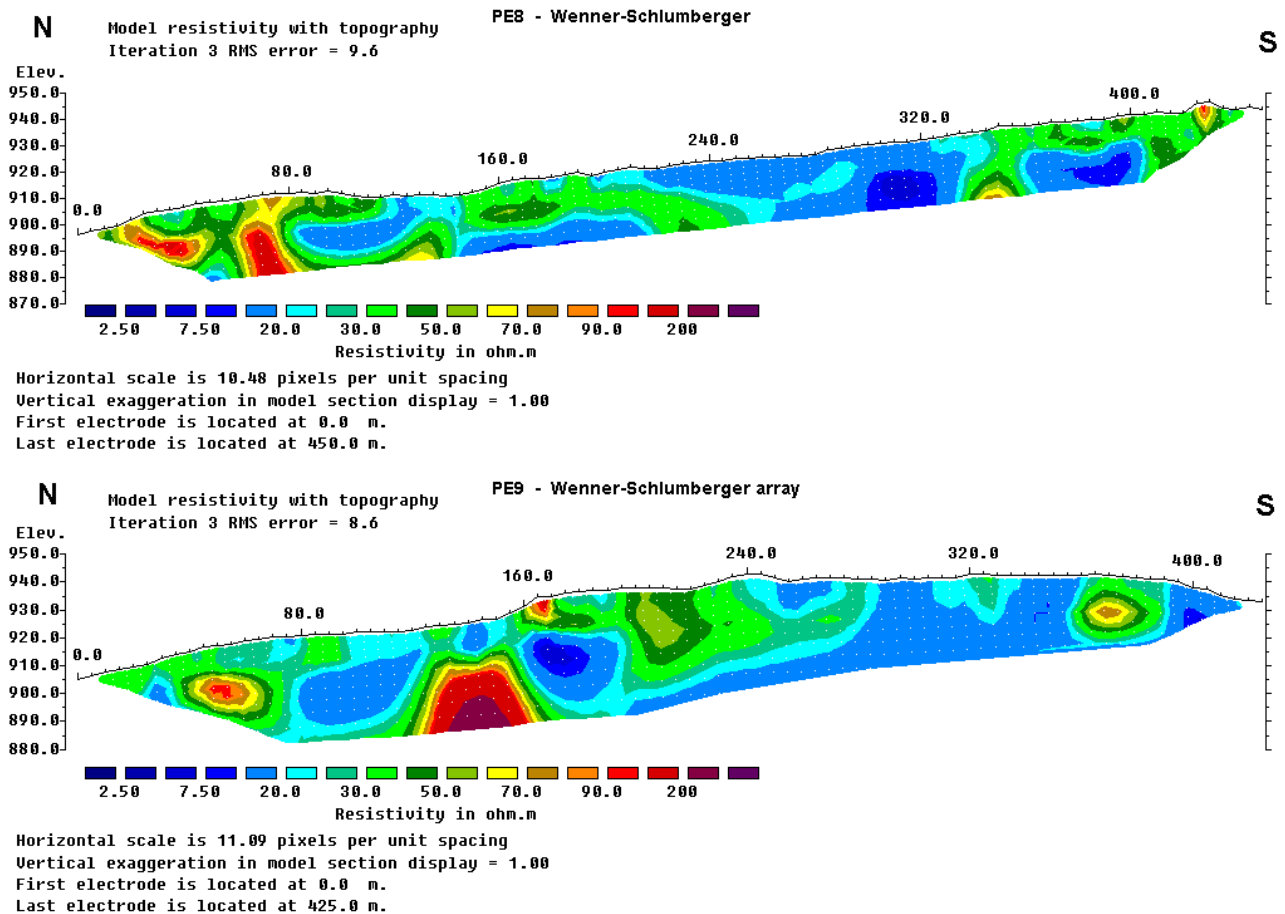 PE8 - Wenner-Schlumberger
N
S
Model resistivity with topography
Iteration 3 RMS error = 9.6
Elev.
950.0
940.0
930.0
920.0
910.0
900.0
890.0
880.0
870.0
0.0
80.0
160.0
240.0
320.0
400.0
2.50 7.50 20.0 30.0 50.0 70.0 90.0 200
Resistivity in ohm.m
Horizontal scale is 10.48 pixels per unit spacing
Vertical exaggeration in model section display = 1.00
First electrode is located at 0.0 m.
Last electrode is located at 450.0 m.
PE9 - Wenner-Schlumberger array
N
S
Model resistivity with topography
Iteration 3 RMS error = 8.6
Elev.
950.0
940.0
930.0
920.0
910.0
900.0
890.0
880.0
0.0
80.0
160.0
240.0
320.0
400.0
2.50 7.50 20.0 30.0 50.0 70.0 90.0 200
Resistivity in ohm.m
Horizontal scale is 11.09 pixels per unit spacing
Vertical exaggeration in model section display = 1.00
First electrode is located at 0.0 m.
Last electrode is located at 425.0 m.